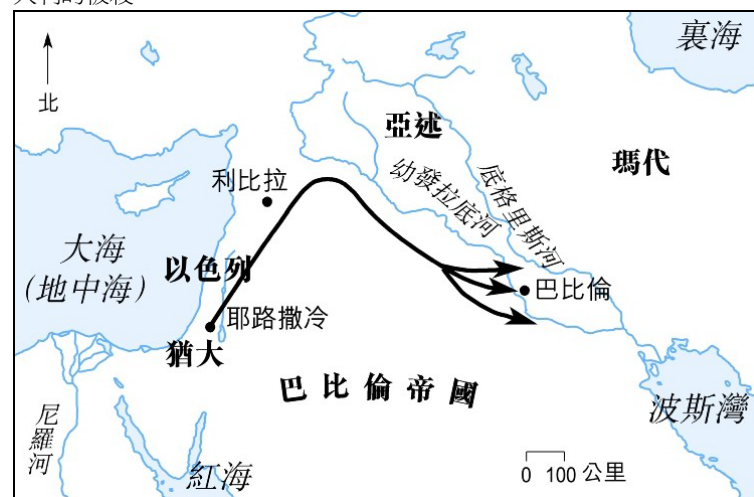 裏海
北
亞述
瑪代
利比拉
幼發拉底河
底格里斯河
大海
(地中海)
以色列
巴比倫
耶路撒冷
猶大
巴比倫帝國
波斯灣
尼羅河
紅海
0 100 公里